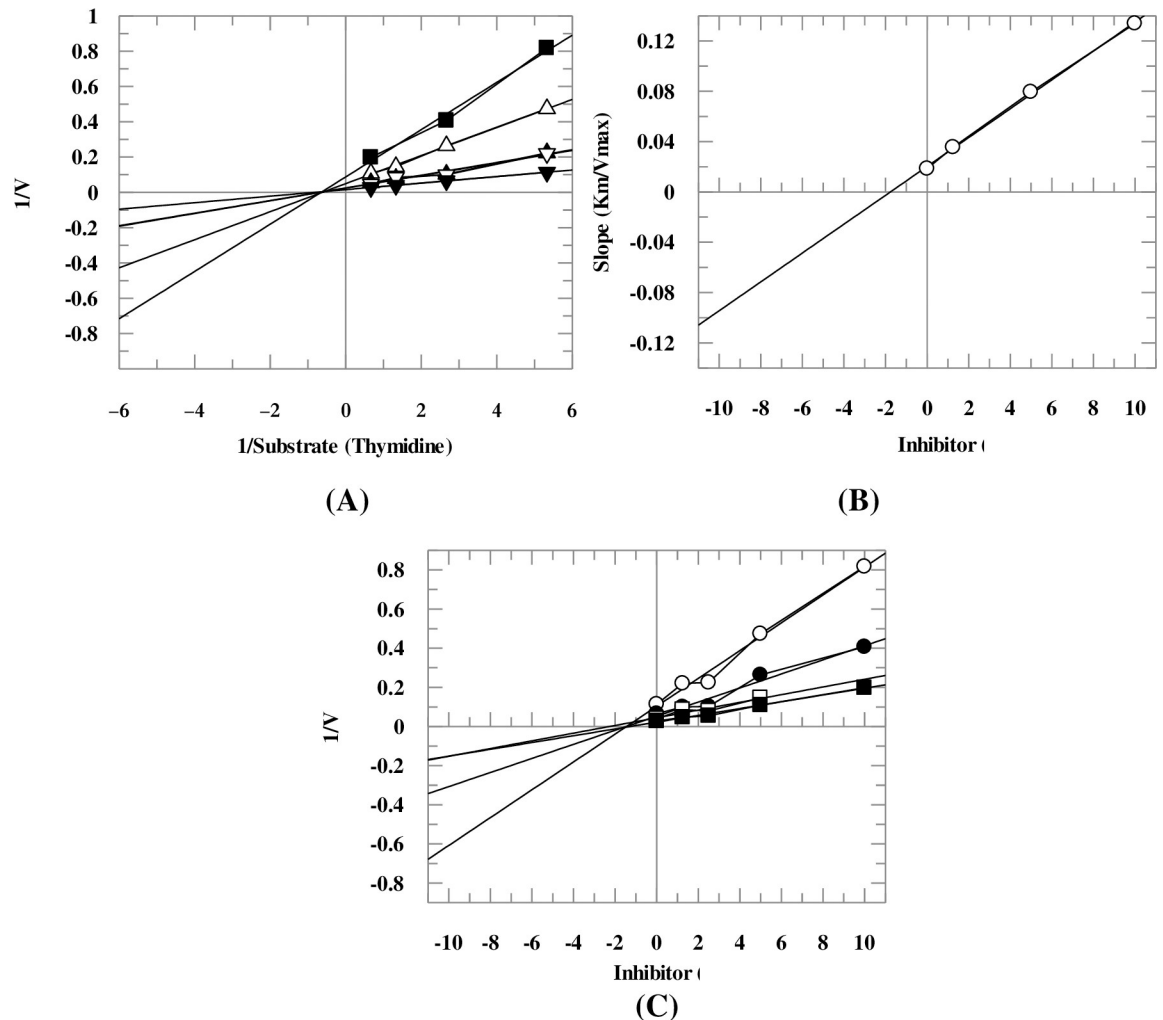 1
0.8
0.6
0.4
0.2
0
-0.2
-0.4
-0.6
-0.8
1/V
−6 −4 −2 0 2 4 6
1/Substrate (Thymidine)
(A)
0.12
0.08
0.04
0
-0.04
-0.08
-0.12
Slope (Km/Vmax)
-10 -8 -6 -4 -2 0 2 4 6 8 10
Inhibitor (
(B)
0.8
0.6
0.4
0.2
0
-0.2
-0.4
-0.6
-0.8
1/V
-10 -8 -6 -4 -2 0 2 4 6 8 10
Inhibitor (
(C)